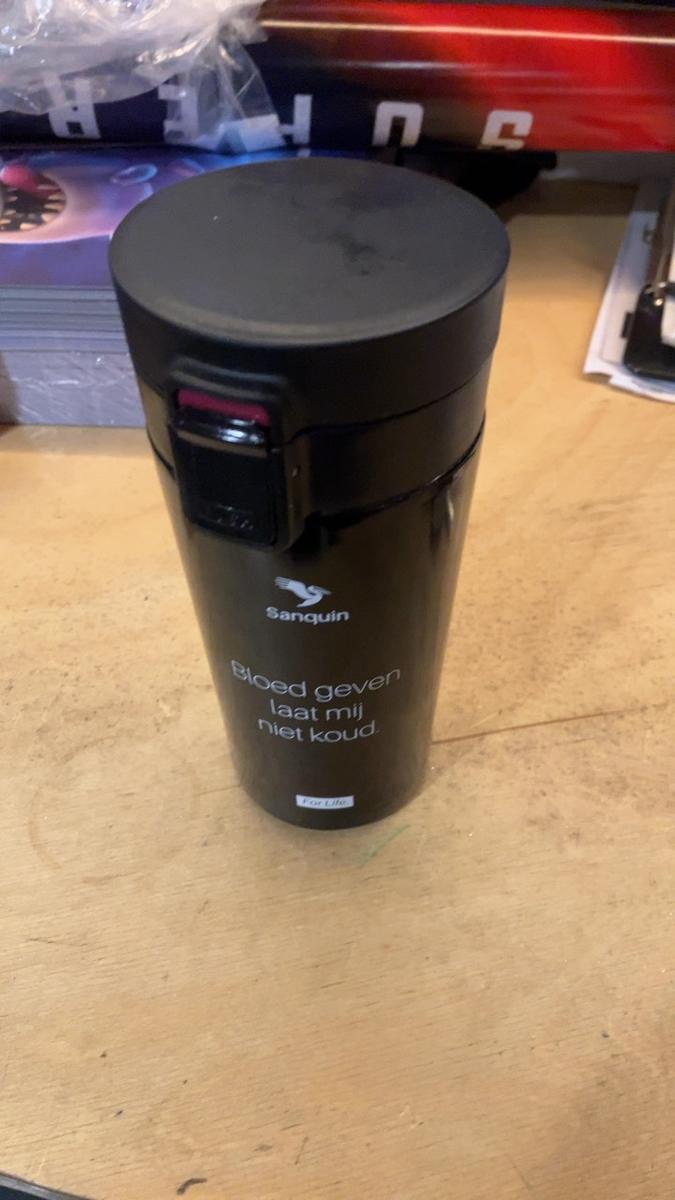 Sanquin
Bloed geven
laat mij
niet koud.
For Life.